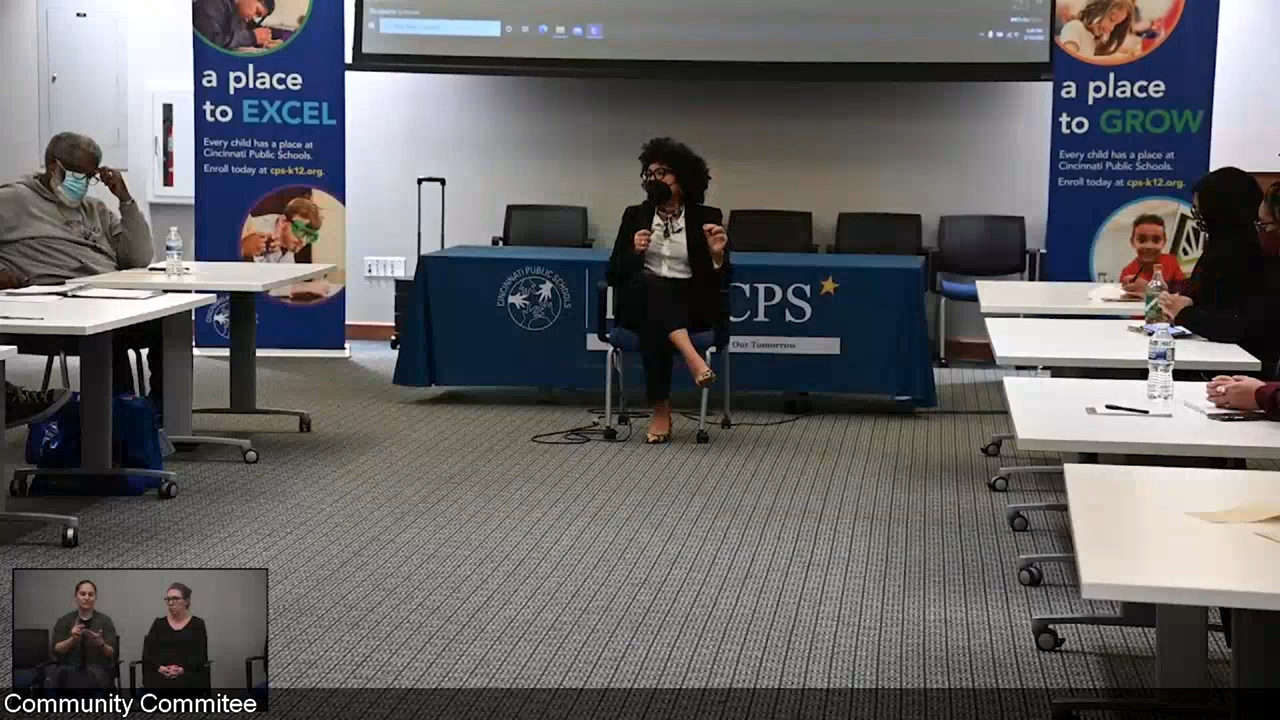 a place
to EXCEL
Every child has a place at
Cincinnati Public Schools.
Enroll today at cps-k12.org.
a place
to GROW
Every child has a place at
Cincinnati Public Schools.
Enroll today at cps-k12.org.
CINCINNATI PUBLIC SCHOOLS
CPS
Our Tomorrow
Community Commitee